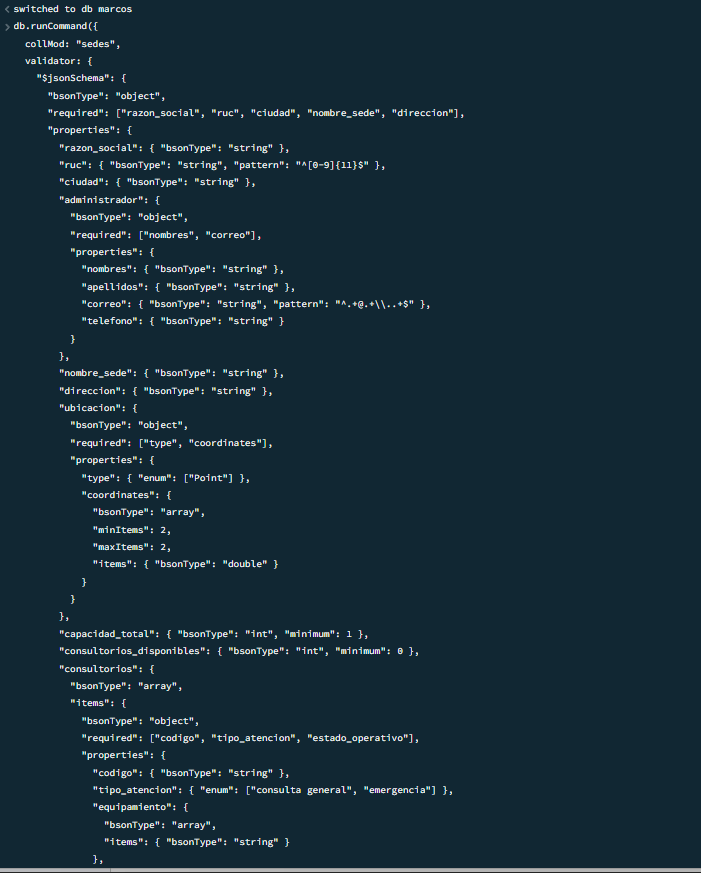 switched to db marcos
db.runCommand({
collMod: "sedes",
validator: {
"$jsonSchema": {
"bsonType": "object",
"required": ["razon_social", "ruc", "ciudad", "nombre_sede", "direccion"],
"properties": {
"razon_social": { "bsonType": "string" },
"ruc": { "bsonType": "string", "pattern": "^[0-9]{11}$" },
"ciudad": { "bsonType": "string" },
"administrador": {
"bsonType": "object",
"required": ["nombres", "correo"],
"properties": {
"nombres": { "bsonType": "string" },
"apellidos": { "bsonType": "string" },
"correo": { "bsonType": "string", "pattern": "^.+@.+\\..+$" },
"telefono": { "bsonType": "string" }
}
},
"nombre_sede": { "bsonType": "string" },
"direccion": { "bsonType": "string" },
"ubicacion": {
"bsonType": "object",
"required": ["type", "coordinates"],
"properties": {
"type": { "enum": ["Point"] },
"coordinates": {
"bsonType": "array",
"minItems": 2,
"maxItems": 2,
"items": { "bsonType": "double" }
}
}
},
"capacidad_total": { "bsonType": "int", "minimum": 1 },
"consultorios_disponibles": { "bsonType": "int", "minimum": 0 },
"consultorios": {
"bsonType": "array",
"items": {
"bsonType": "object",
"required": ["codigo", "tipo_atencion", "estado_operativo"],
"properties": {
"codigo": { "bsonType": "string" },
"tipo_atencion": { "enum": ["consulta general", "emergencia"] },
"equipamiento": {
"bsonType": "array",
"items": { "bsonType": "string" }
},